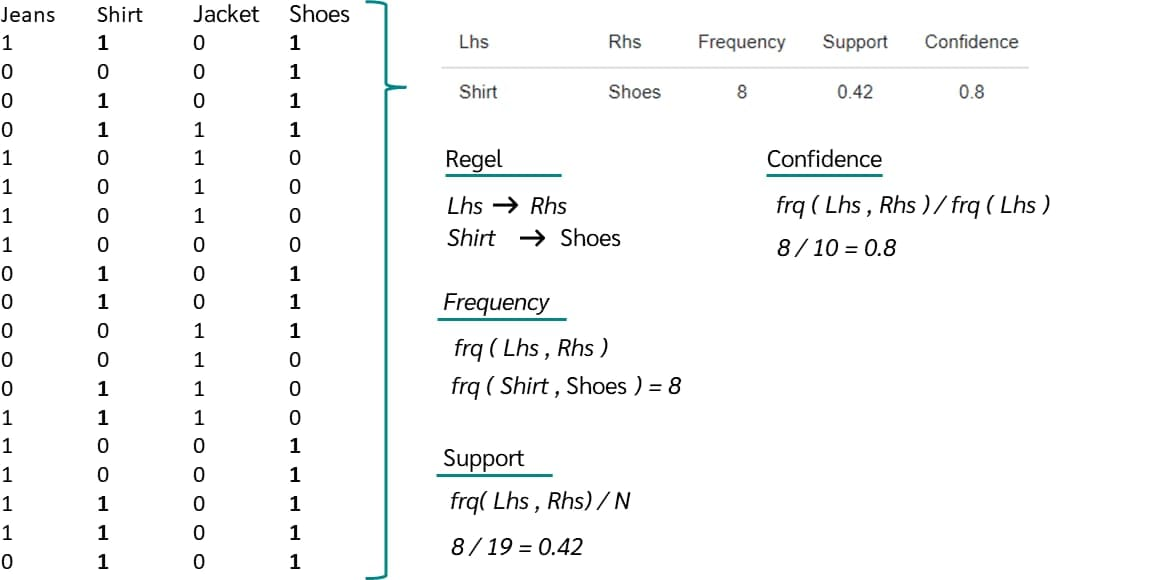 Jeans Shirt Jacket Shoes
1 1 0 1
0 0 0 1
0 1 0 1
0 1 1 1
1 0 1 0
1 0 1 0
1 0 1 0
1 0 0 0
0 1 0 1
0 1 0 1
0 0 1 1
0 0 1 0
0 1 1 0
1 1 1 0
1 0 0 1
1 0 0 1
1 1 0 1
1 1 0 1
0 1 0 1
Lhs Rhs Frequency Support Confidence
Shirt Shoes 8 0.42 0.8
Regel
Lhs → Rhs
Shirt → Shoes
Confidence
frq ( Lhs , Rhs ) / frq ( Lhs )
8 / 10 = 0.8
Frequency
frq ( Lhs , Rhs )
frq ( Shirt , Shoes ) = 8
Support
frq( Lhs , Rhs) / N
8 / 19 = 0.42